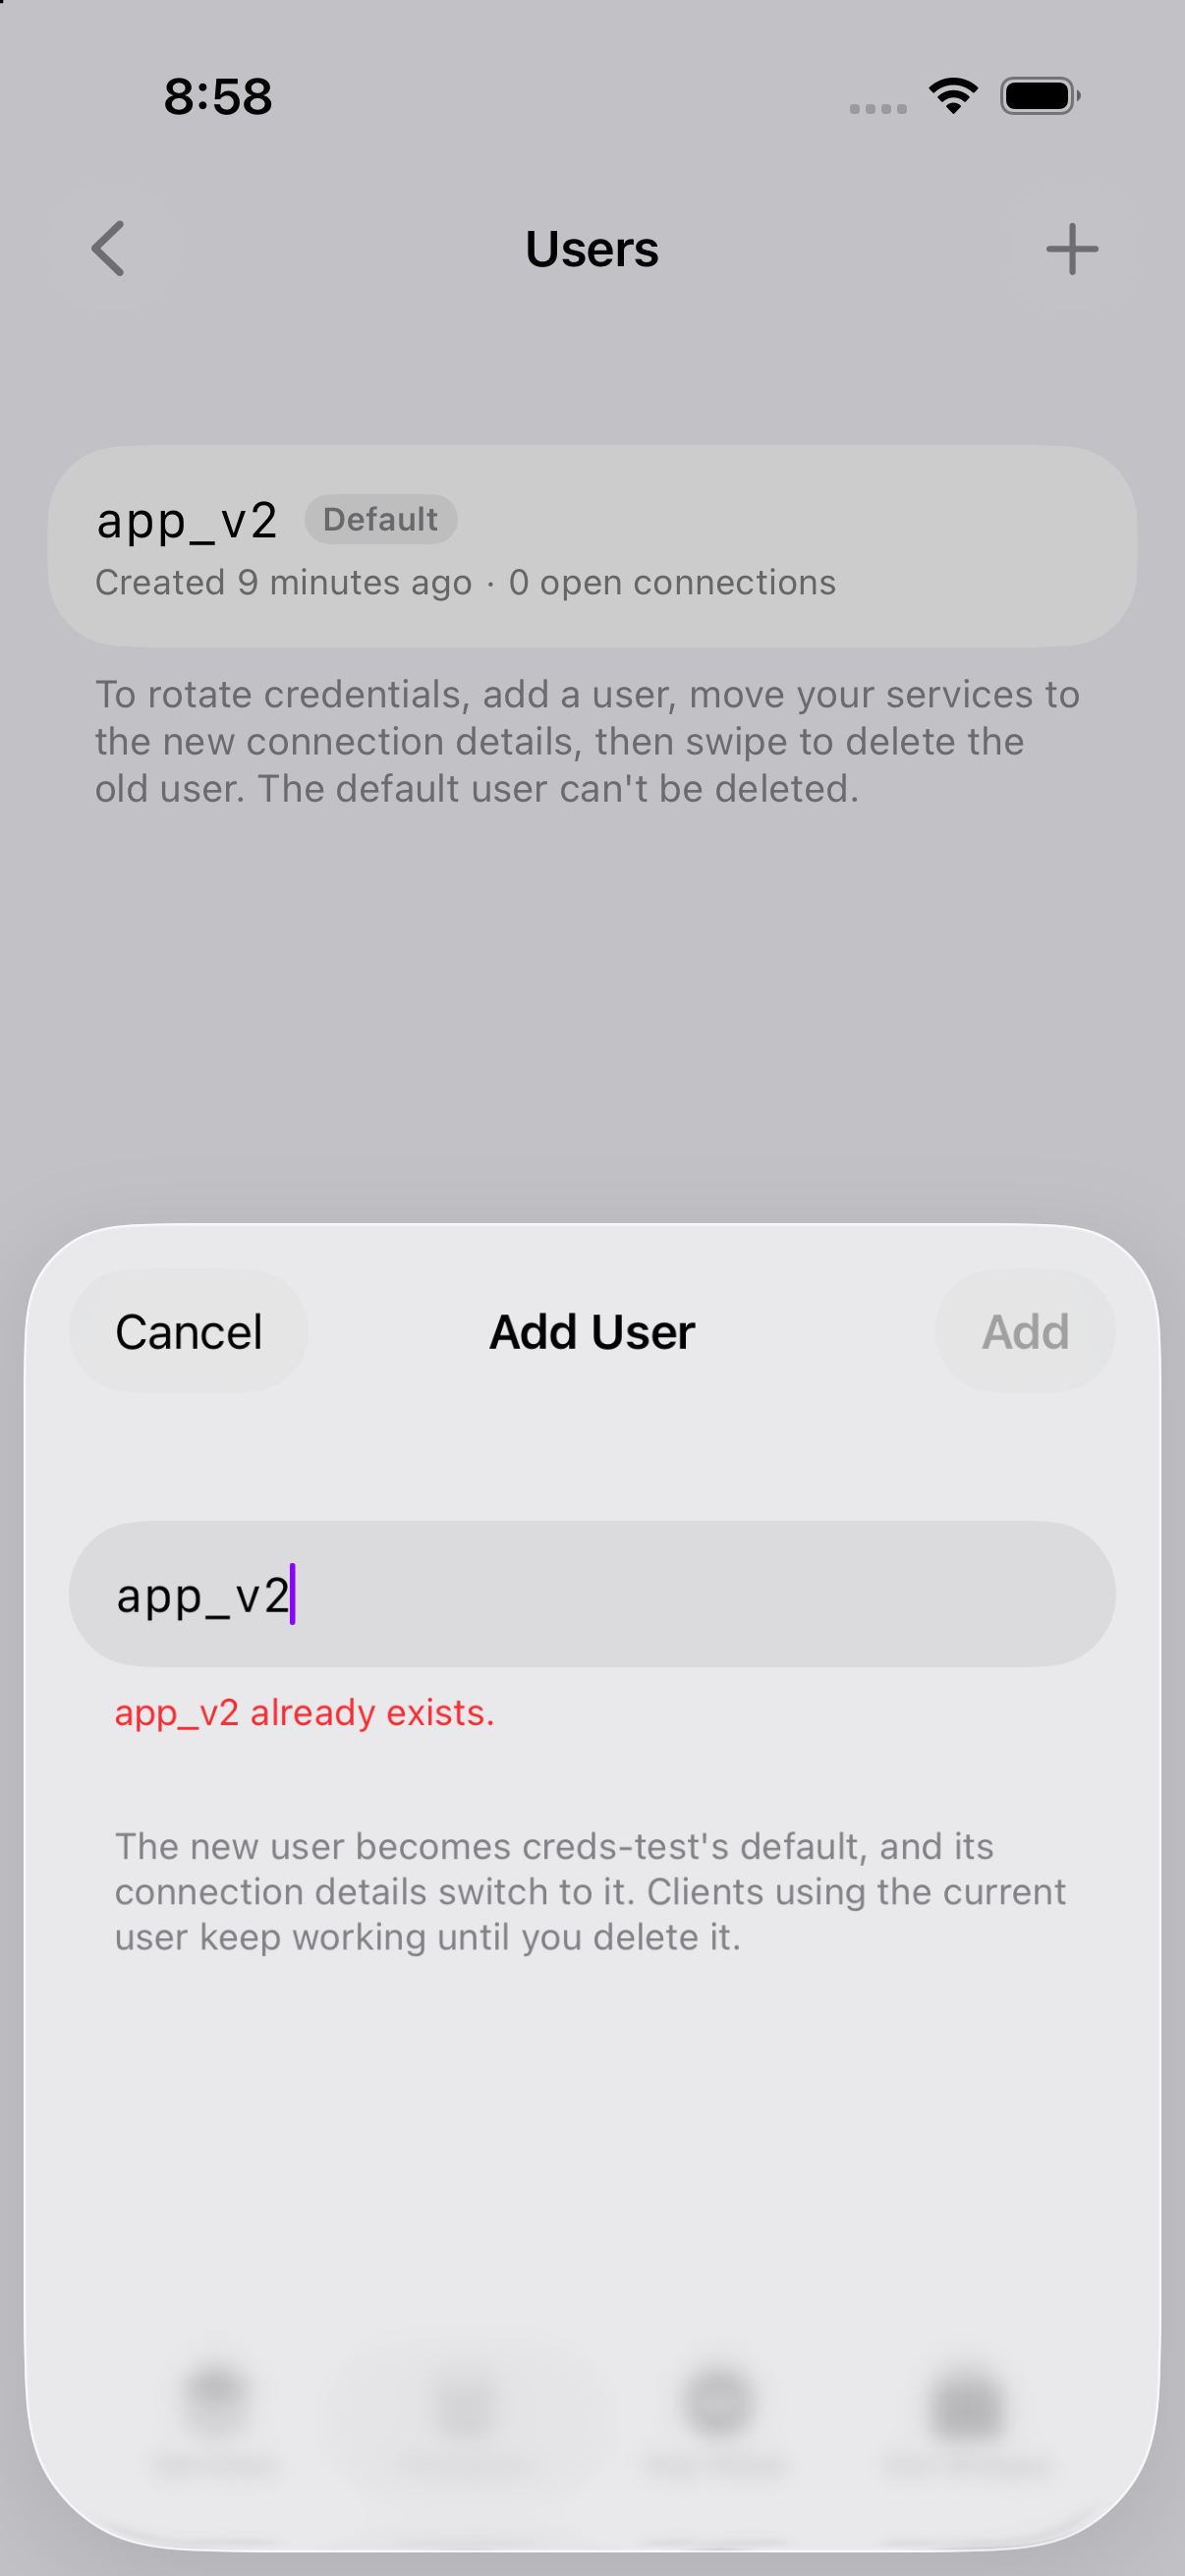 8:58
Users
app_v2 Default
Created 9 minutes ago · 0 open connections
To rotate credentials, add a user, move your services to
the new connection details, then swipe to delete the
old user. The default user can't be deleted.
Cancel
Add User
Add
app_v2
app_v2 already exists.
The new user becomes creds-test's default, and its
connection details switch to it. Clients using the current
user keep working until you delete it.